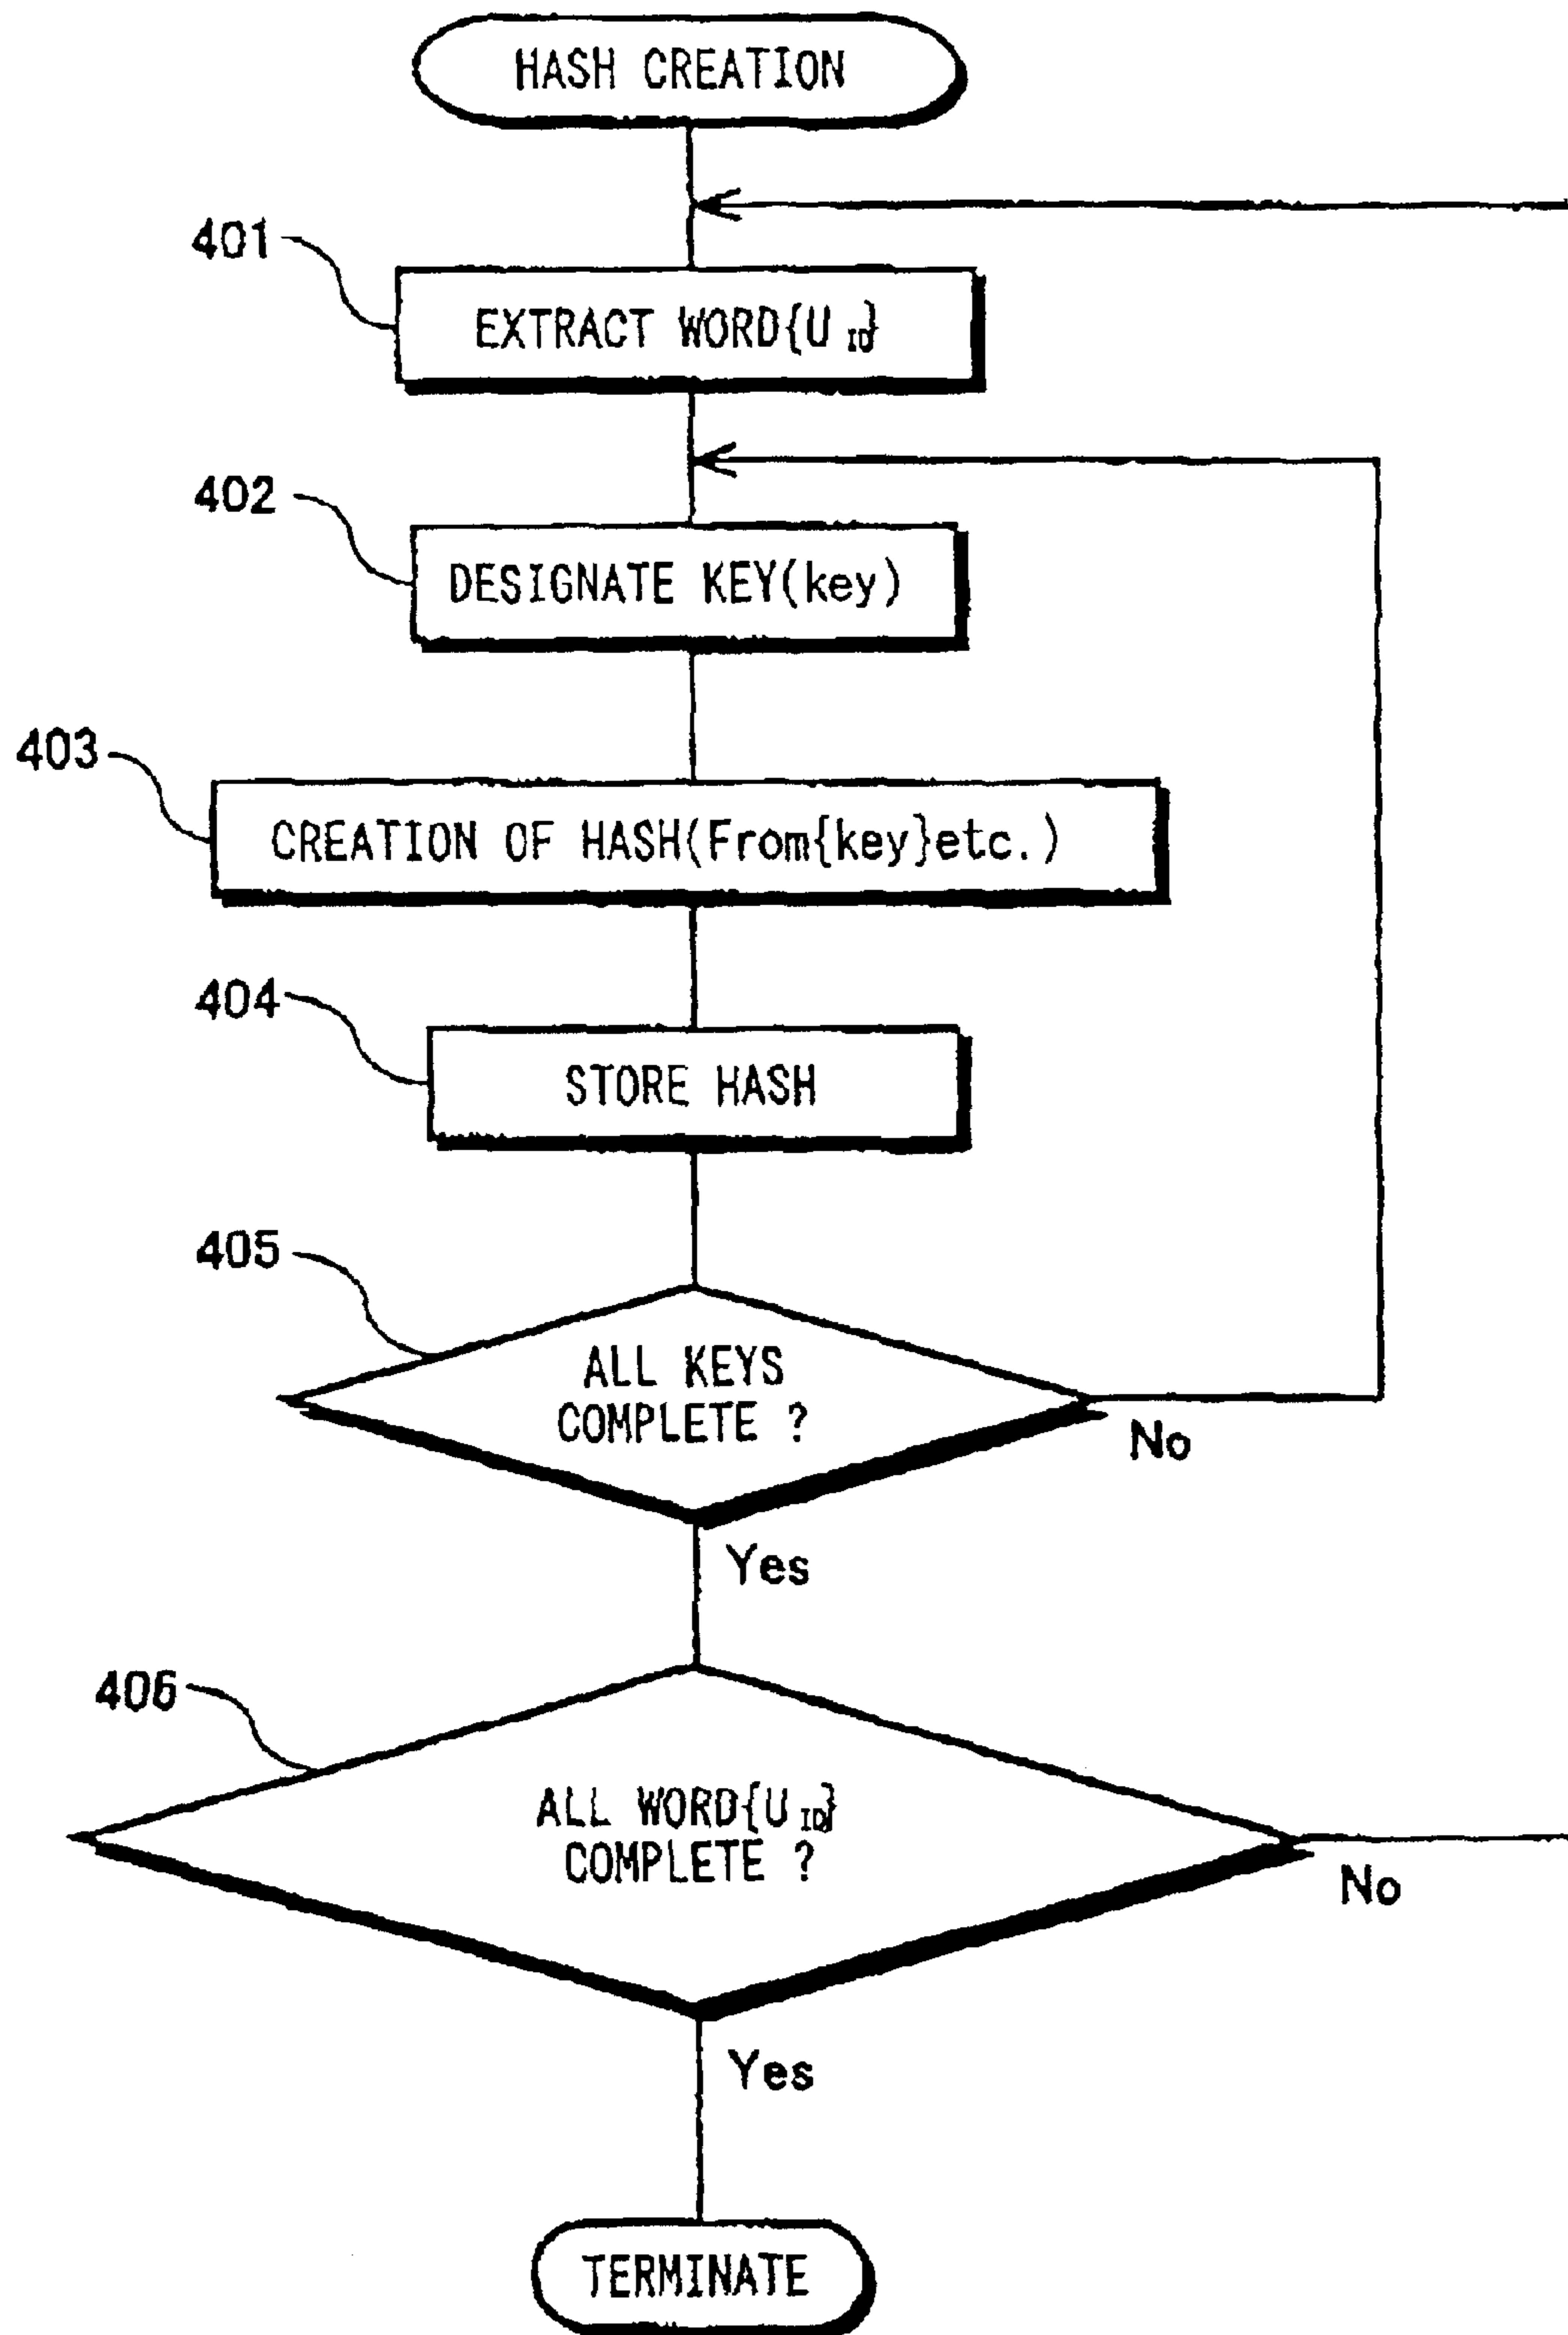 HASH CREATION
401
EXTRACT WORD{U ID}
402
DESIGNATE KEY(key)
403
CREATION OF HASH(From{key}etc.)
404
STORE HASH
405
ALL KEYS
COMPLETE ?
No
Yes
406
ALL WORD{U ID}
COMPLETE ?
No
Yes
TERMINATE